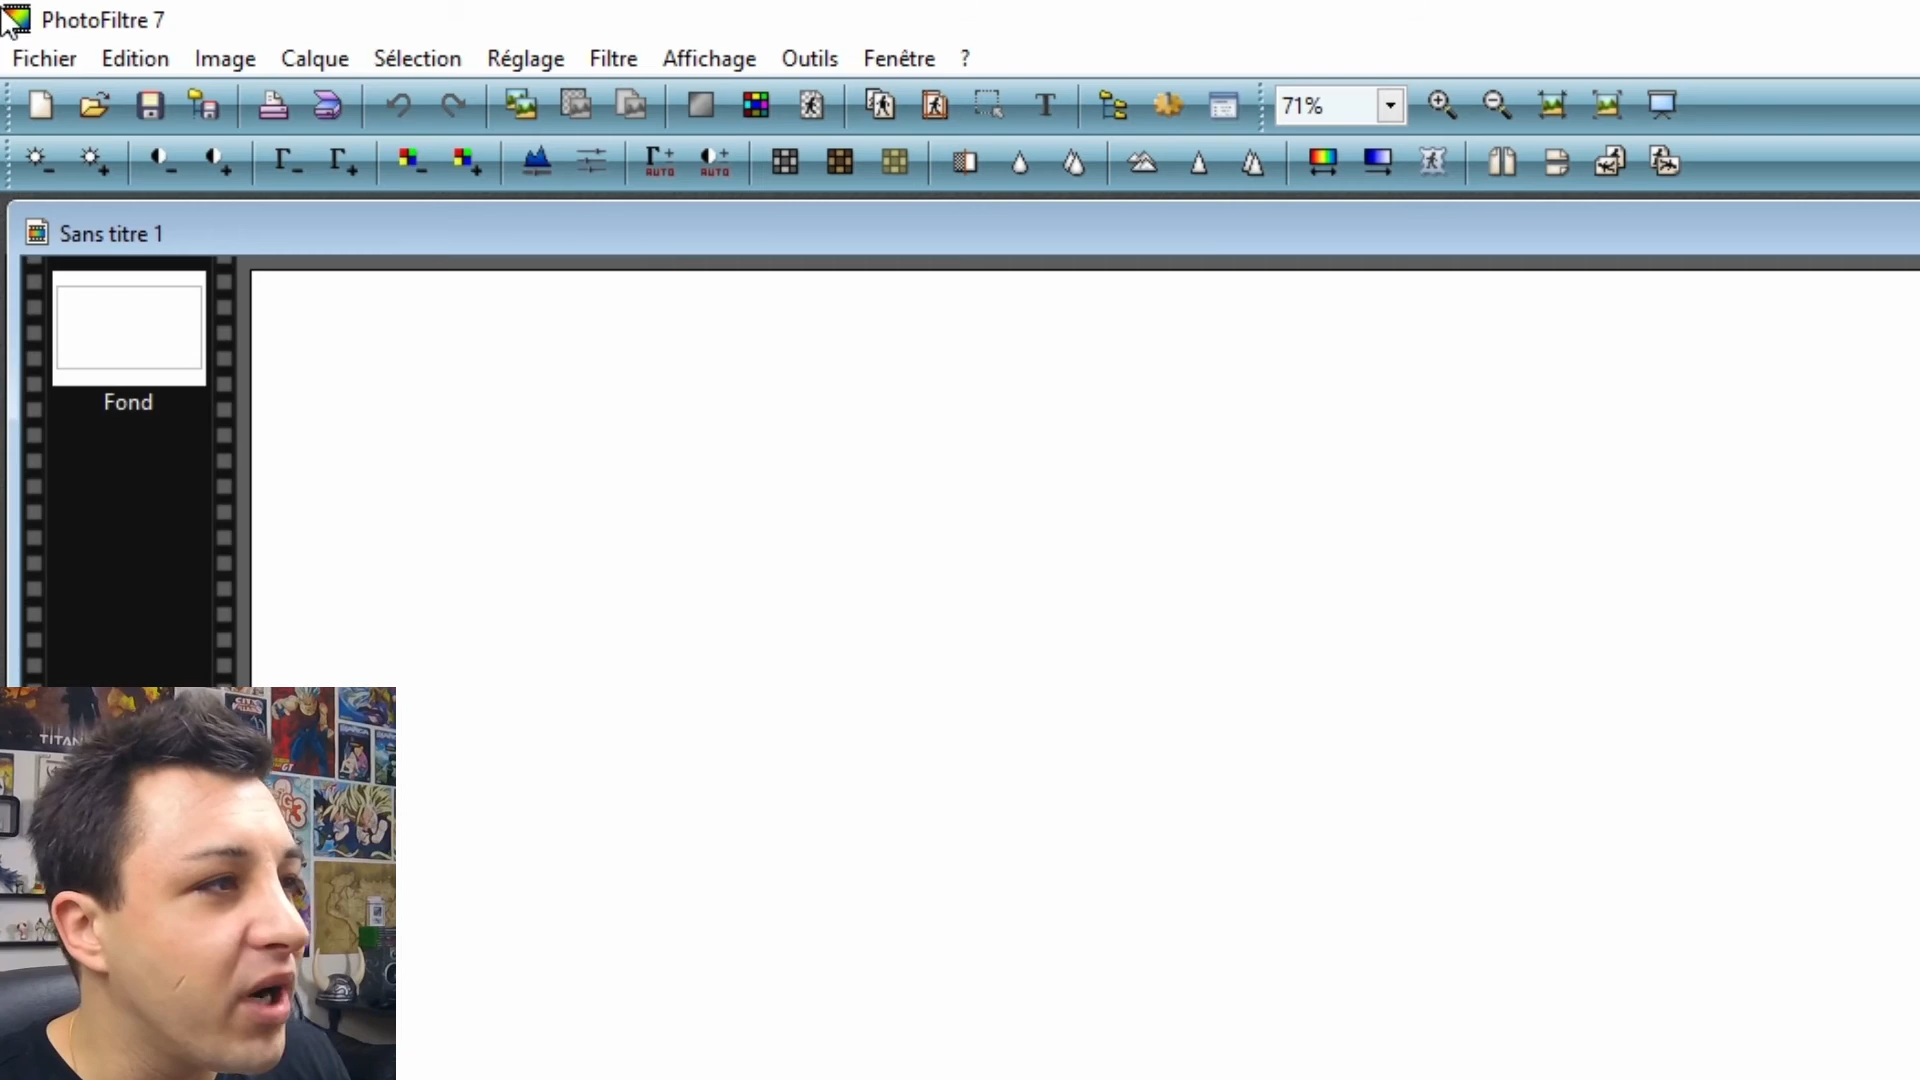 PhotoFiltre 7
Fichier Edition Image Calque Sélection Réglage Filtre Affichage Outils Fenêtre ?
T 71%
AUTO AUTO
Sans titre 1
Fond
TITAN